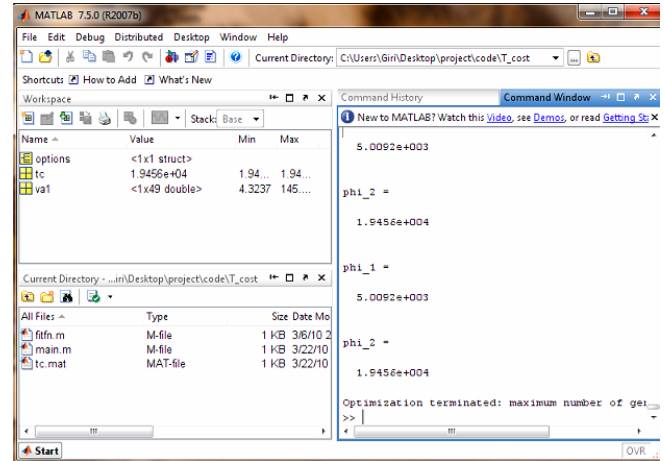 MATLAB 7.5.0 (R2007b)
File Edit Debug Distributed Desktop Window Help
Current Directory: C:\Users\Giri\Desktop\project\code\T_cost
Shortcuts How to Add What's New
Workspace
Stack: Base
Name Value Min Max
options <1x1 struct>
tc 1.9456e+04 1.94... 1.94...
va1 <1x49 double> 4.3237 145....
Current Directory - ...iri\Desktop\project\code\T_cost
All Files Type Size Date Mo
fitfn.m M-file 1 KB 3/6/10 2
main.m M-file 1 KB 3/22/10
tc.mat MAT-file 1 KB 3/22/10
Command History Command Window
New to MATLAB? Watch this Video, see Demos, or read Getting Sta
5.0092e+003
phi_2 =
1.9456e+004
phi_1 =
5.0092e+003
phi_2 =
1.9456e+004
Optimization terminated: maximum number of gen
>>
Start
OVR